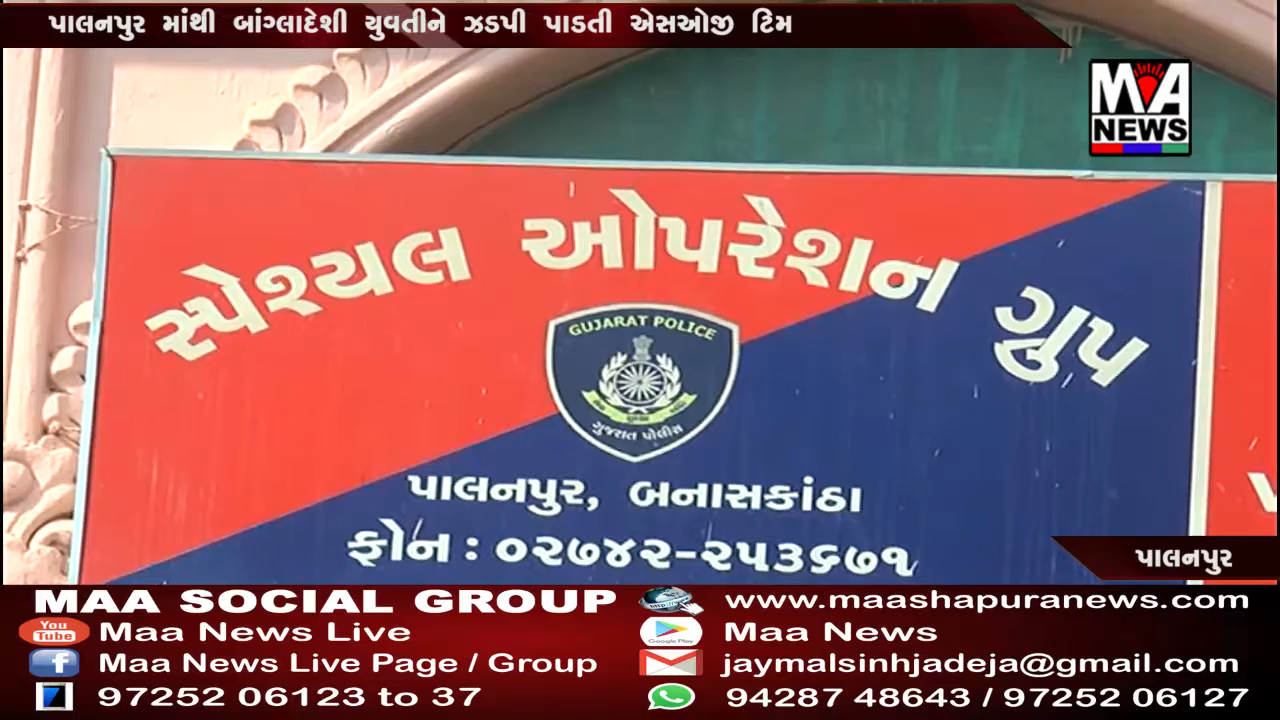 પાલનપુર માંથી બાંગ્લાદેશી યુવતીને ઝડપી પાડતી એસઓજી ટિમ
MAA
NEWS
સ્પેશ્યલ ઓપરેશન ગ્રુપ
GUJARAT POLICE
ગુજરાત પોલીસ
પાલનપુર, બનાસકાંઠા
ફોન : ૦૨૭૪૨-૨૫૩૬૭૧
પાલનપુર
MAA SOCIAL GROUP
http://
www.maashapuranews.com
You
Tube
Maa News Live
Google Play
Maa News
f
Maa News Live Page / Group
jaymalsinhjadeja@gmail.com
97252 06123 to 37
94287 48643 / 97252 06127